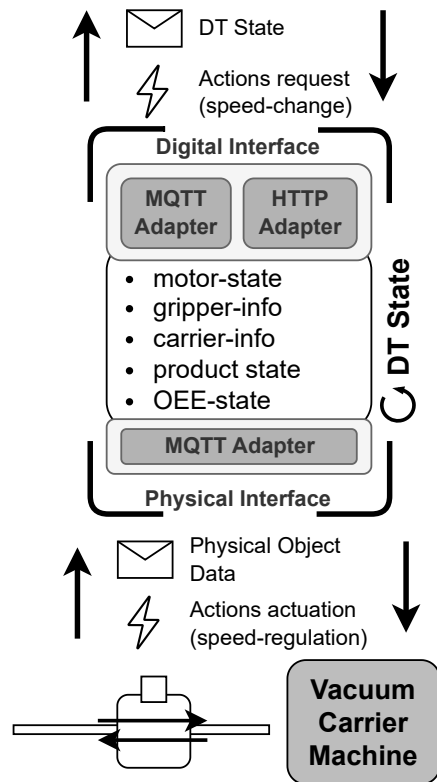 DT State
Actions request
(speed-change)
Digital Interface
MQTT
Adapter
HTTP
Adapter
• motor-state
• gripper-info
• carrier-info
• product state
• OEE-state
DT State
MQTT Adapter
Physical Interface
Physical Object
Data
Actions actuation
(speed-regulation)
Vacuum
Carrier
Machine